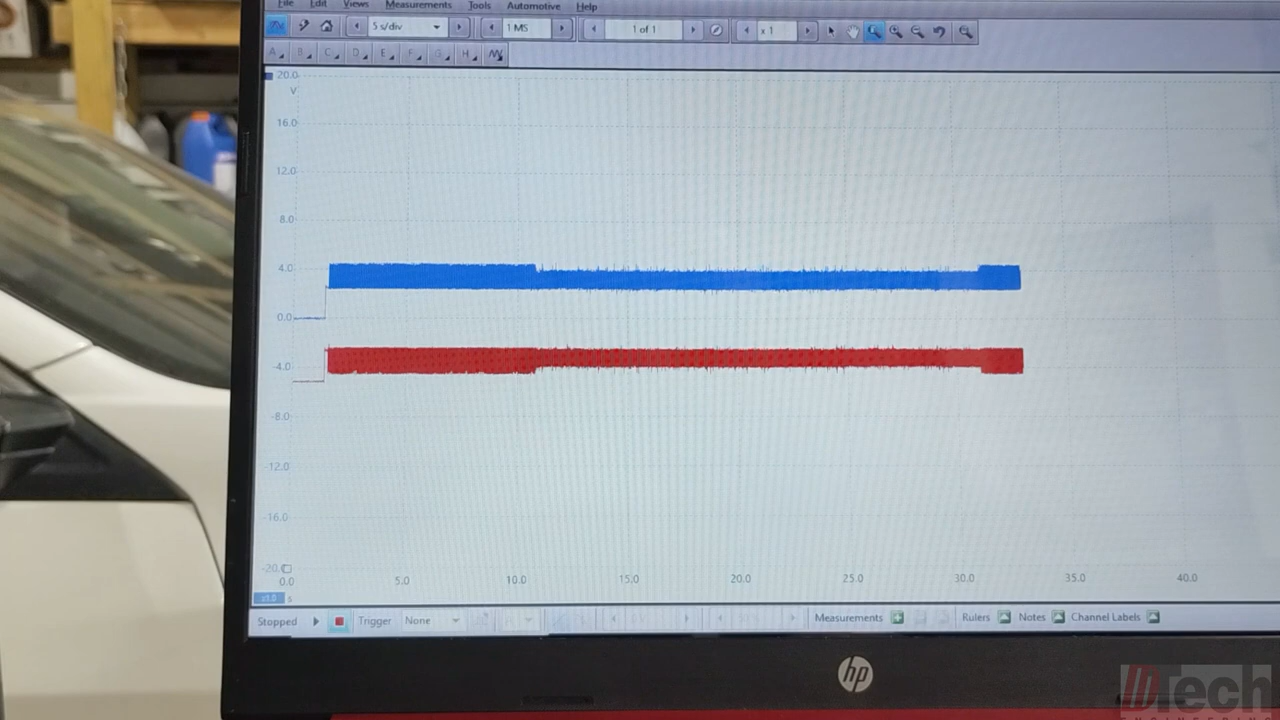 File Edit Views Measurements Tools Automotive Help
5 s/div 1 MS 1 of 1 x 1
A B C D E F G H
20.0
V
16.0
12.0
8.0
4.0
0.0
-4.0
-8.0
-12.0
-16.0
-20.0
0.0 5.0 10.0 15.0 20.0 25.0 30.0 35.0 40.0
x1.0 s
Stopped Trigger None Measurements Rulers Notes Channel Labels
hp
Tech